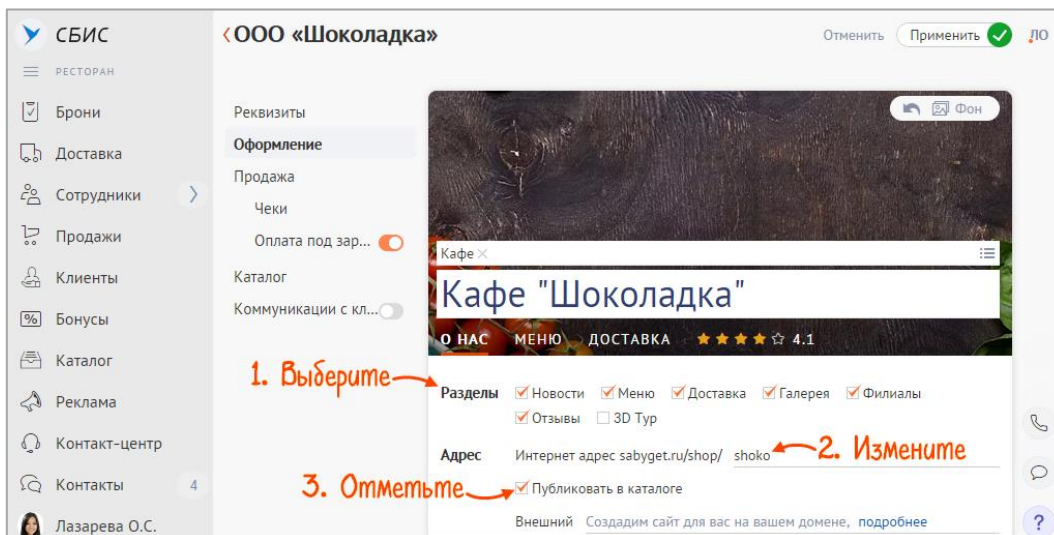 СБИС
РЕСТОРАН
Брони
Доставка
Сотрудники
Продажи
Клиенты
Бонусы
Каталог
Реклама
Контакт-центр
Контакты 4
Лазарева О.С.
ООО «Шоколадка»
Отменить Применить ЛО
Реквизиты
Оформление
Продажа
Чеки
Оплата под зар...
Каталог
Коммуникации с кл...
Фон
Кафе
Кафе "Шоколадка"
О НАС МЕНЮ ДОСТАВКА 4.1
1. Выберите
Разделы Новости Меню Доставка Галерея Филиалы
Отзывы 3D Тур
Адрес Интернет адрес sabyget.ru/shop/ shoko
2. Измените
3. Отметьте
Публиковать в каталоге
Внешний Создадим сайт для вас на вашем домене, подробнее
?